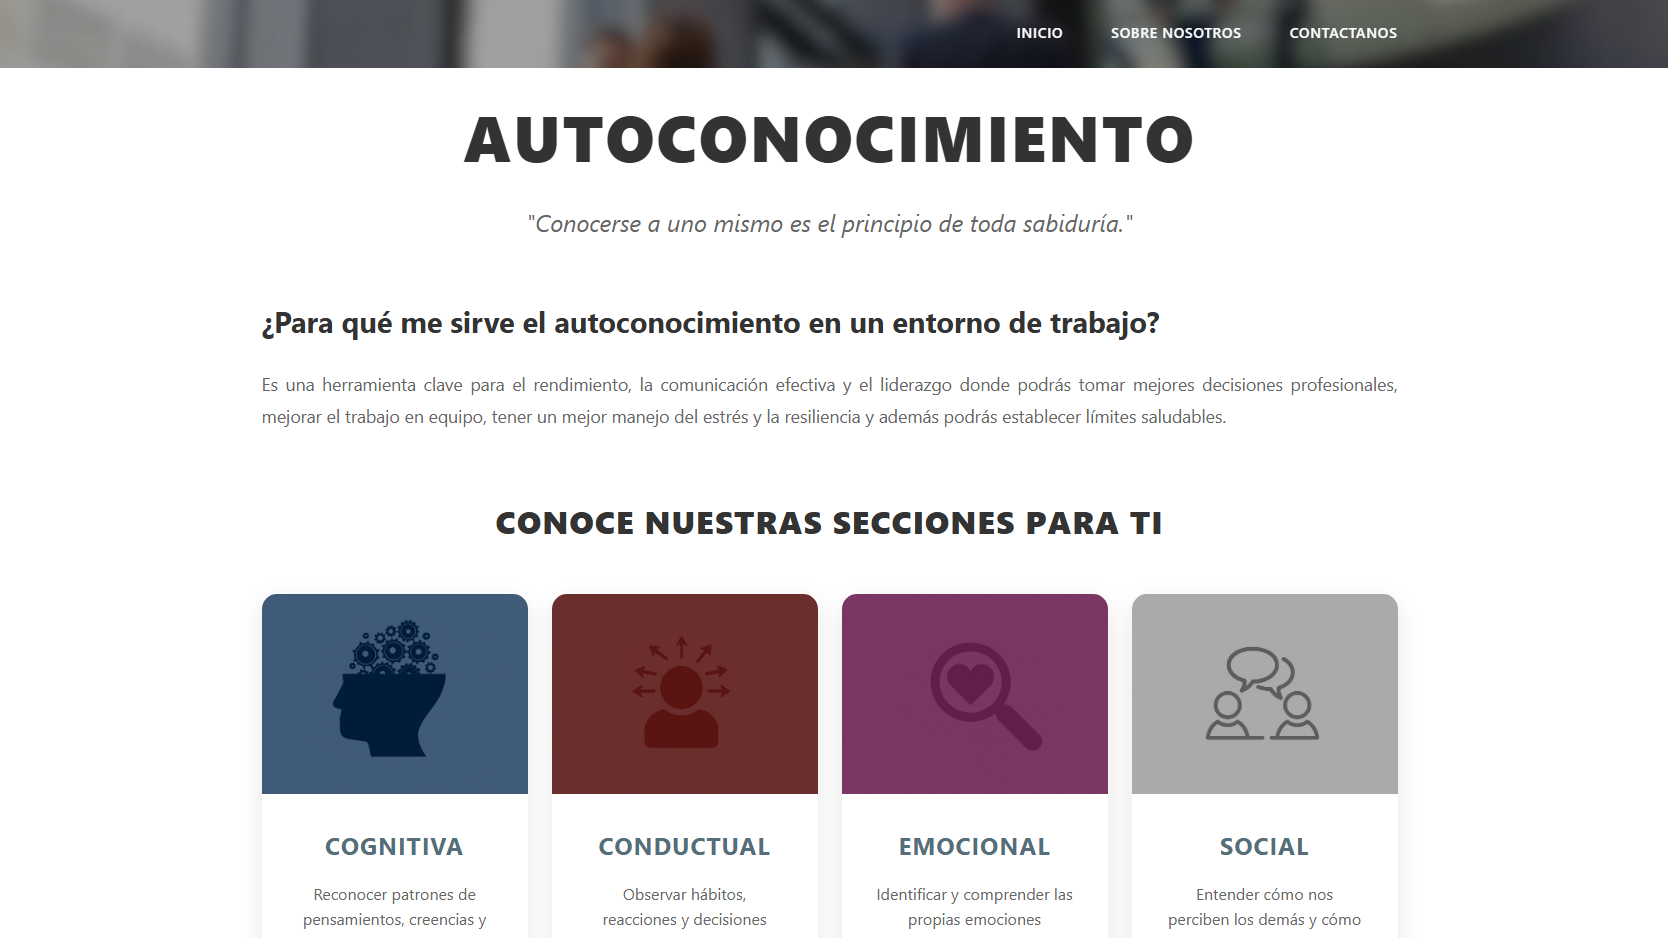 INICIO SOBRE NOSOTROS CONTACTANOS
AUTOCONOCIMIENTO
"Conocerse a uno mismo es el principio de toda sabiduría."
¿Para qué me sirve el autoconocimiento en un entorno de trabajo?
Es una herramienta clave para el rendimiento, la comunicación efectiva y el liderazgo donde podrás tomar mejores decisiones profesionales,
mejorar el trabajo en equipo, tener un mejor manejo del estrés y la resiliencia y además podrás establecer límites saludables.
CONOCE NUESTRAS SECCIONES PARA TI
COGNITIVA
Reconocer patrones de
pensamientos, creencias y
CONDUCTUAL
Observar hábitos,
reacciones y decisiones
EMOCIONAL
Identificar y comprender las
propias emociones
SOCIAL
Entender cómo nos
perciben los demás y cómo